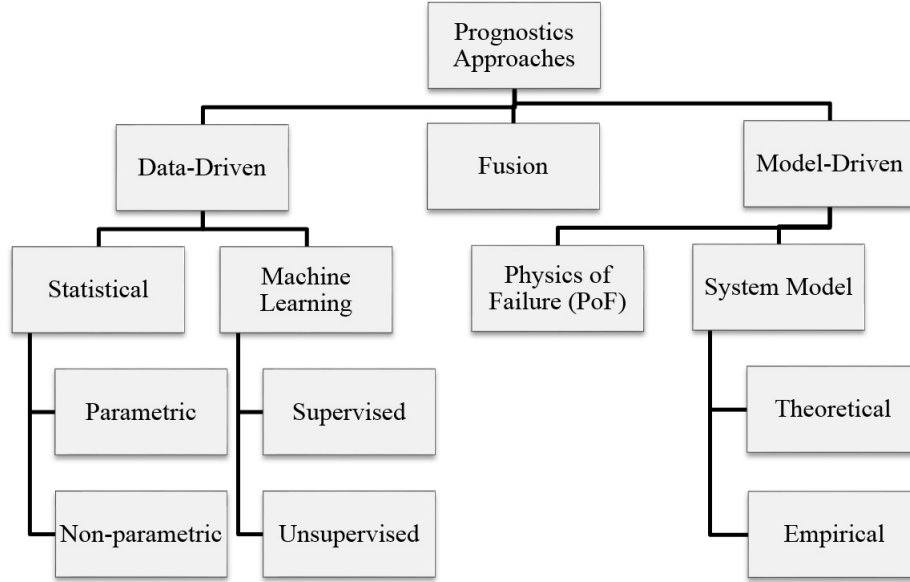 Prognostics
Approaches
Data-Driven
Fusion
Model-Driven
Statistical
Machine
Learning
Physics of
Failure (PoF)
System Model
Parametric
Supervised
Theoretical
Non-parametric
Unsupervised
Empirical